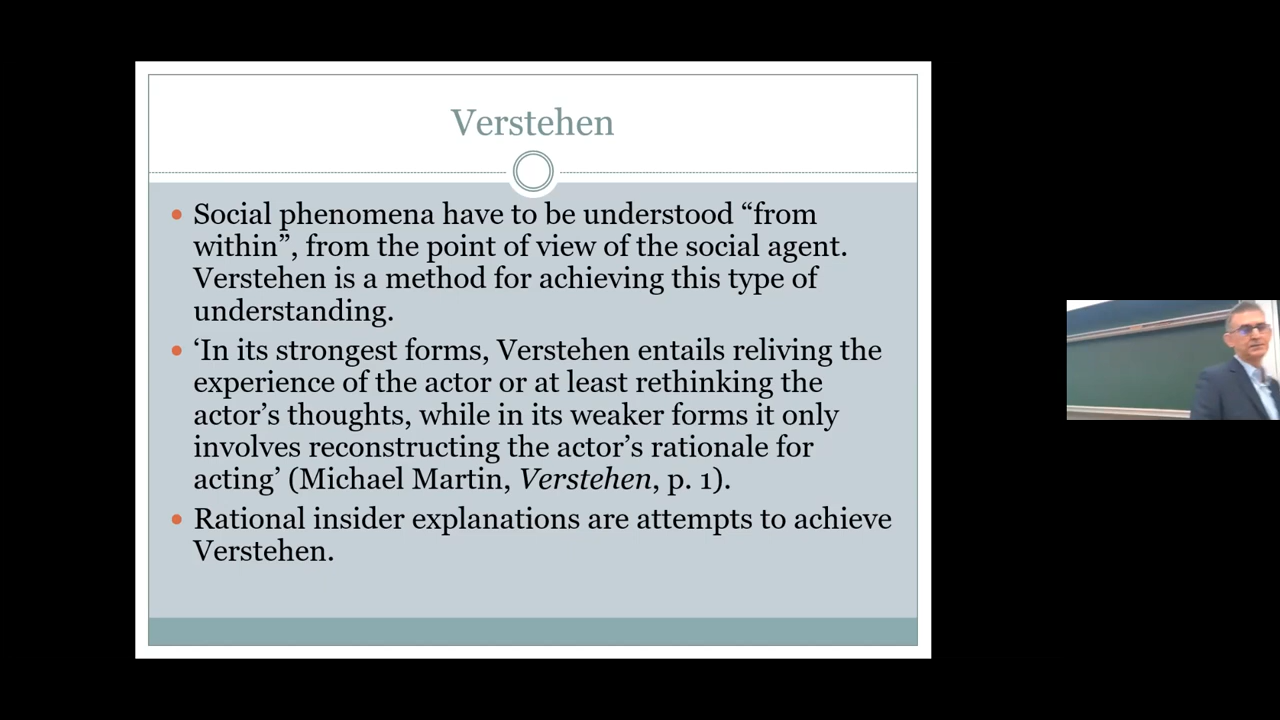 Verstehen
• Social phenomena have to be understood “from
within”, from the point of view of the social agent.
Verstehen is a method for achieving this type of
understanding.
• ‘In its strongest forms, Verstehen entails reliving the
experience of the actor or at least rethinking the
actor’s thoughts, while in its weaker forms it only
involves reconstructing the actor’s rationale for
acting’ (Michael Martin, Verstehen, p. 1).
• Rational insider explanations are attempts to achieve
Verstehen.